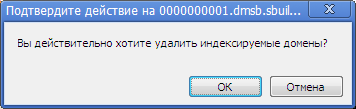 Подтвердите действие на 0000000001.dmsb.sbuil...
Вы действительно хотите удалить индексируемые домены?
OK
Отмена